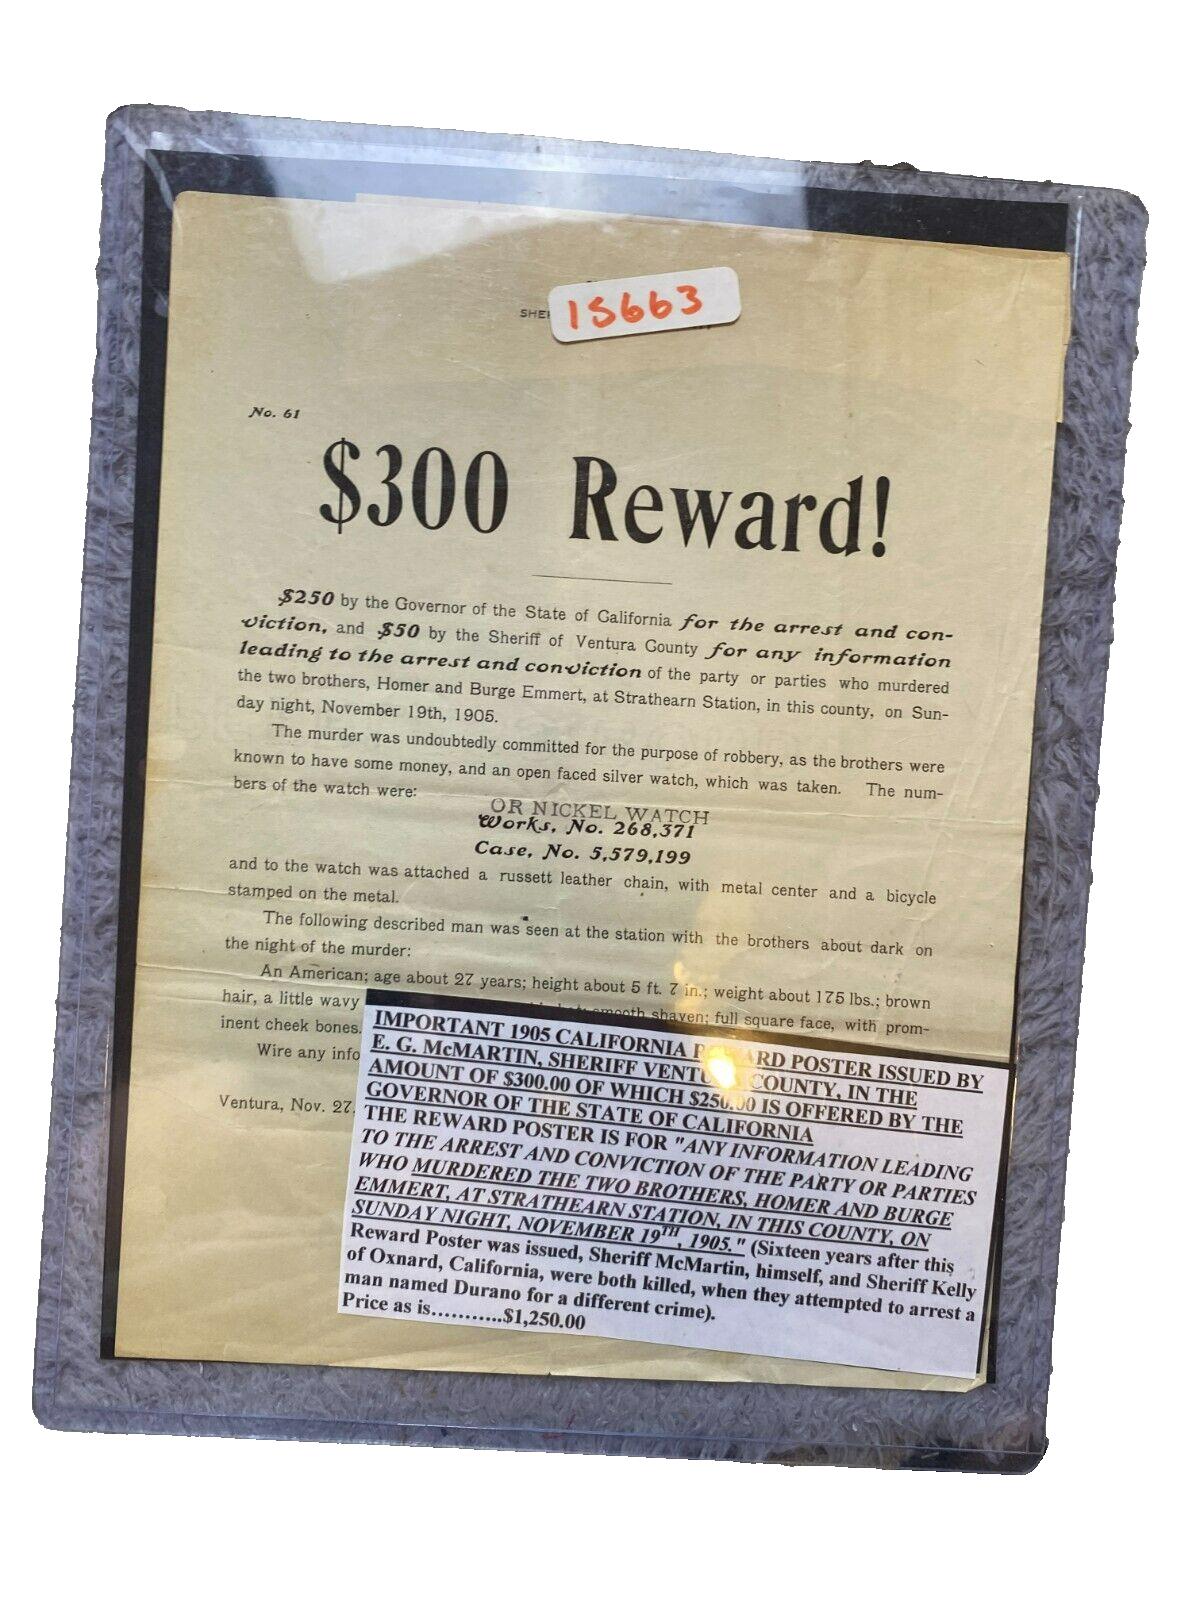 15663
No. 61
$300 Reward!
$250 by the Governor of the State of California for the arrest and con-
viction, and $50 by the Sheriff of Ventura County for any information
leading to the arrest and conviction of the party or parties who murdered
the two brothers, Homer and Burge Emmert, at Strathearn Station, in this county, on Sun-
day night, November 19th, 1905.
The murder was undoubtedly committed for the purpose of robbery, as the brothers were
known to have some money, and an open faced silver watch, which was taken. The num-
bers of the watch were:
OR NICKEL WATCH
Works, No. 268,371
Case, No. 5,579,199
and to the watch was attached a russett leather chain, with metal center and a bicycle
stamped on the metal.
The following described man was seen at the station with the brothers about dark on
the night of the murder:
An American; age about 27 years; height about 5 ft. 7 in.; weight about 175 lbs.; brown
hair, a little wavy smooth shaven; full square face, with prom-
inent cheek bones.
Wire any info
Ventura, Nov. 27,
IMPORTANT 1905 CALIFORNIA REWARD POSTER ISSUED BY
E. G. McMARTIN, SHERIFF VENTURA COUNTY, IN THE
AMOUNT OF $300.00 OF WHICH $250.00 IS OFFERED BY THE
GOVERNOR OF THE STATE OF CALIFORNIA
THE REWARD POSTER IS FOR "ANY INFORMATION LEADING
TO THE ARREST AND CONVICTION OF THE PARTY OR PARTIES
WHO MURDERED THE TWO BROTHERS, HOMER AND BURGE
EMMERT, AT STRATHEARN STATION, IN THIS COUNTY, ON
SUNDAY NIGHT, NOVEMBER 19TH, 1905." (Sixteen years after this
Reward Poster was issued, Sheriff McMartin, himself, and Sheriff Kelly
of Oxnard, California, were both killed, when they attempted to arrest a
man named Durano for a different crime).
Price as is...........$1,250.00